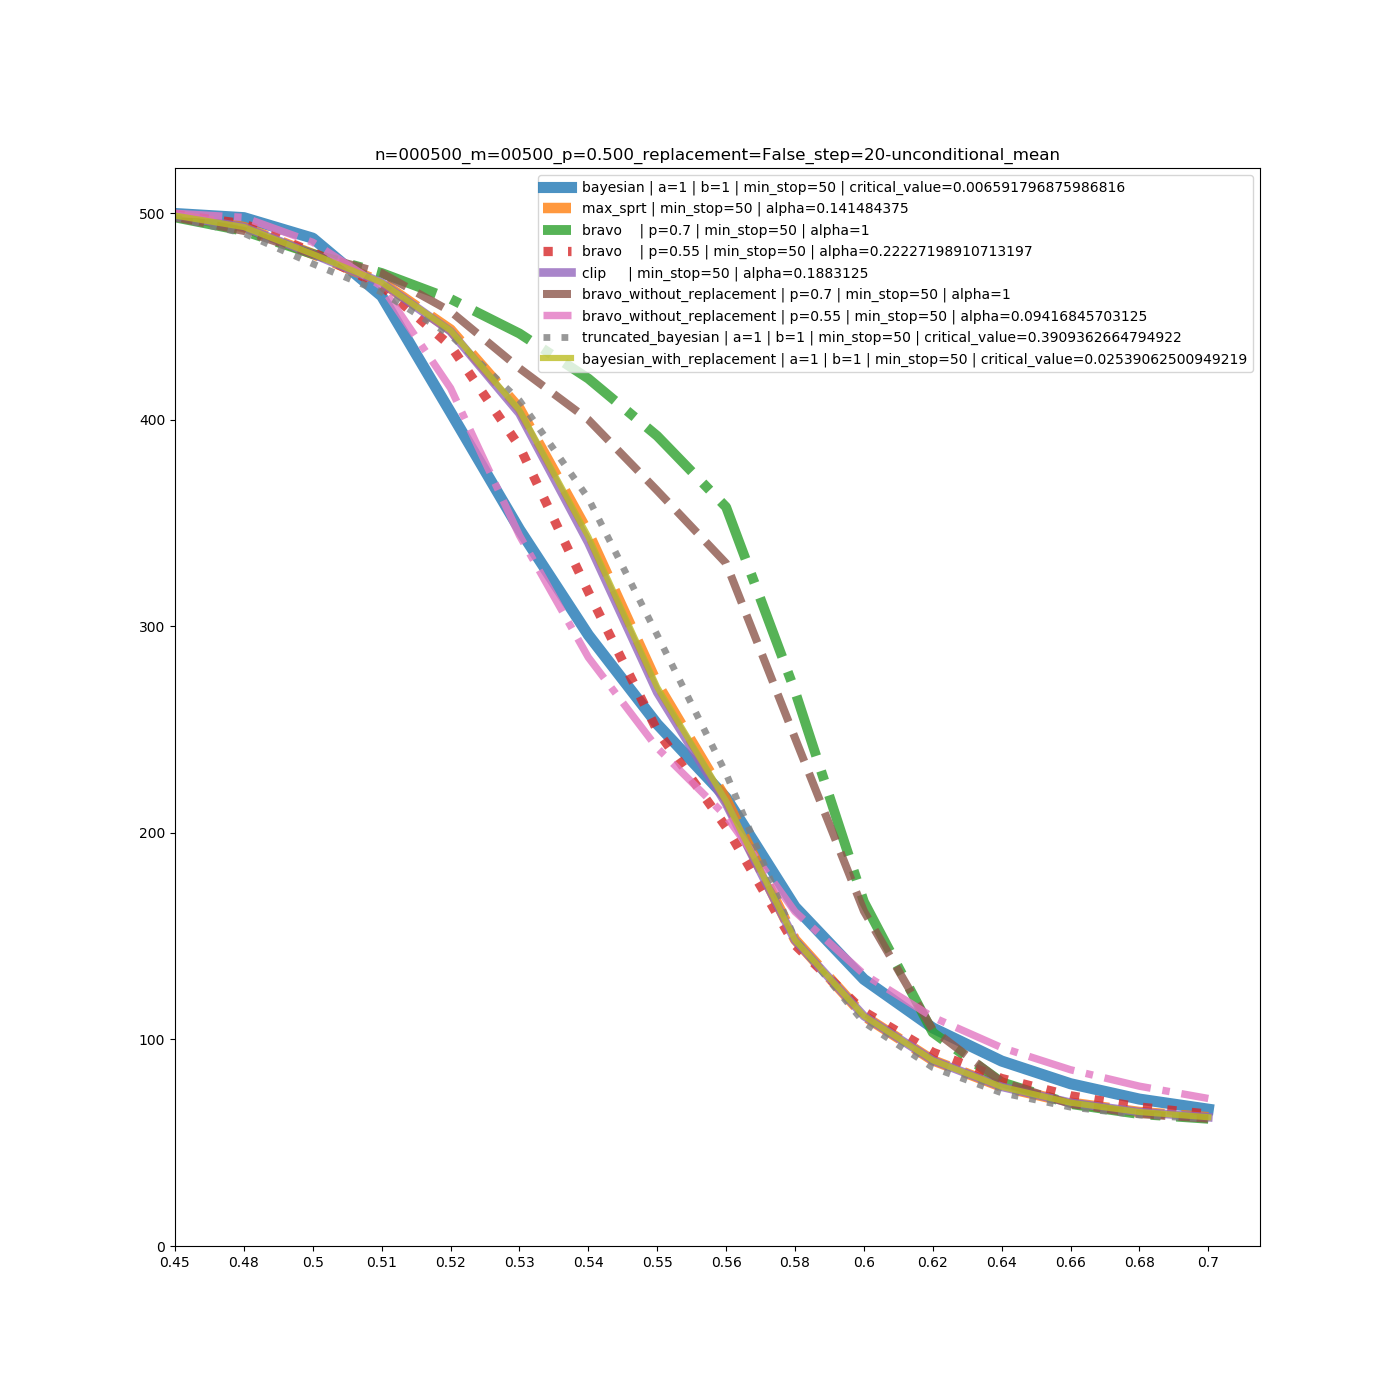 n=000500_m=00500_p=0.500_replacement=False_step=20-unconditional_mean
bayesian | a=1 | b=1 | min_stop=50 | critical_value=0.006591796875986816
max_sprt | min_stop=50 | alpha=0.141484375
bravo | p=0.7 | min_stop=50 | alpha=1
bravo | p=0.55 | min_stop=50 | alpha=0.22227198910713197
clip | min_stop=50 | alpha=0.1883125
bravo_without_replacement | p=0.7 | min_stop=50 | alpha=1
bravo_without_replacement | p=0.55 | min_stop=50 | alpha=0.09416845703125
truncated_bayesian | a=1 | b=1 | min_stop=50 | critical_value=0.3909362664794922
bayesian_with_replacement | a=1 | b=1 | min_stop=50 | critical_value=0.02539062500949219
500
400
300
200
100
0
0.45 0.48 0.5 0.51 0.52 0.53 0.54 0.55 0.56 0.58 0.6 0.62 0.64 0.66 0.68 0.7